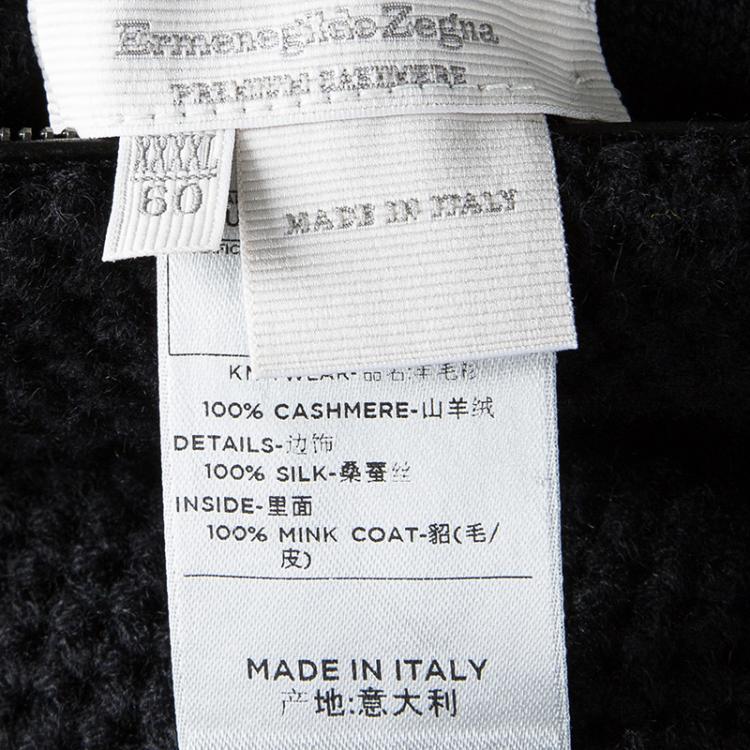 Ermenegildo Zegna
PREMIUM CASHMERE
XXXXL
60
MADE IN ITALY
100% CASHMERE-山羊绒
DETAILS-边饰
100% SILK-桑蚕丝
INSIDE-里面
100% MINK COAT-貂(毛/
皮)
MADE IN ITALY
产地:意大利